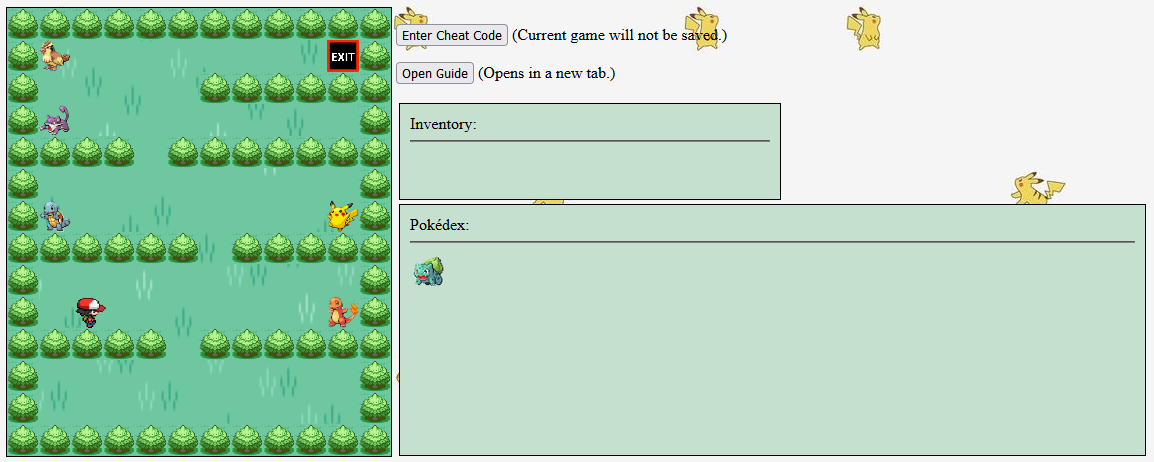 EXIT
Enter Cheat Code (Current game will not be saved.)
Open Guide (Opens in a new tab.)
Inventory:
Pokédex: